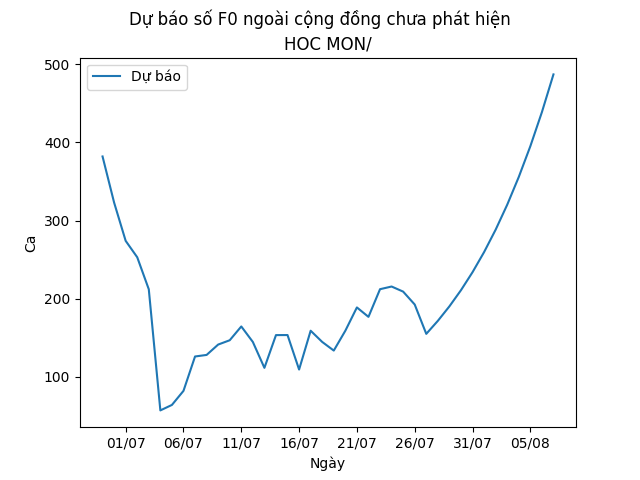 Dự báo số F0 ngoài cộng đồng chưa phát hiện
HOC MON/
Dự báo
500
400
300
200
100
Ca
01/07 06/07 11/07 16/07 21/07 26/07 31/07 05/08
Ngày